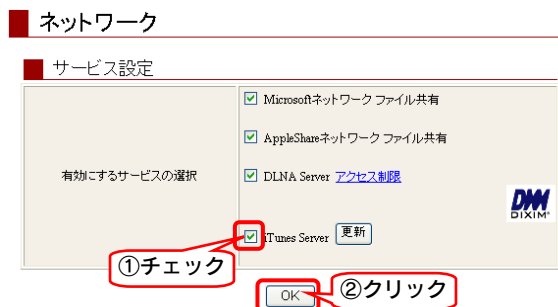 ネットワーク
サービス設定
Microsoftネットワーク ファイル共有
AppleShareネットワーク ファイル共有
有効にするサービスの選択
DLNA Server アクセス制限
DIXIM
iTunes Server 更新
①チェック
OK
②クリック